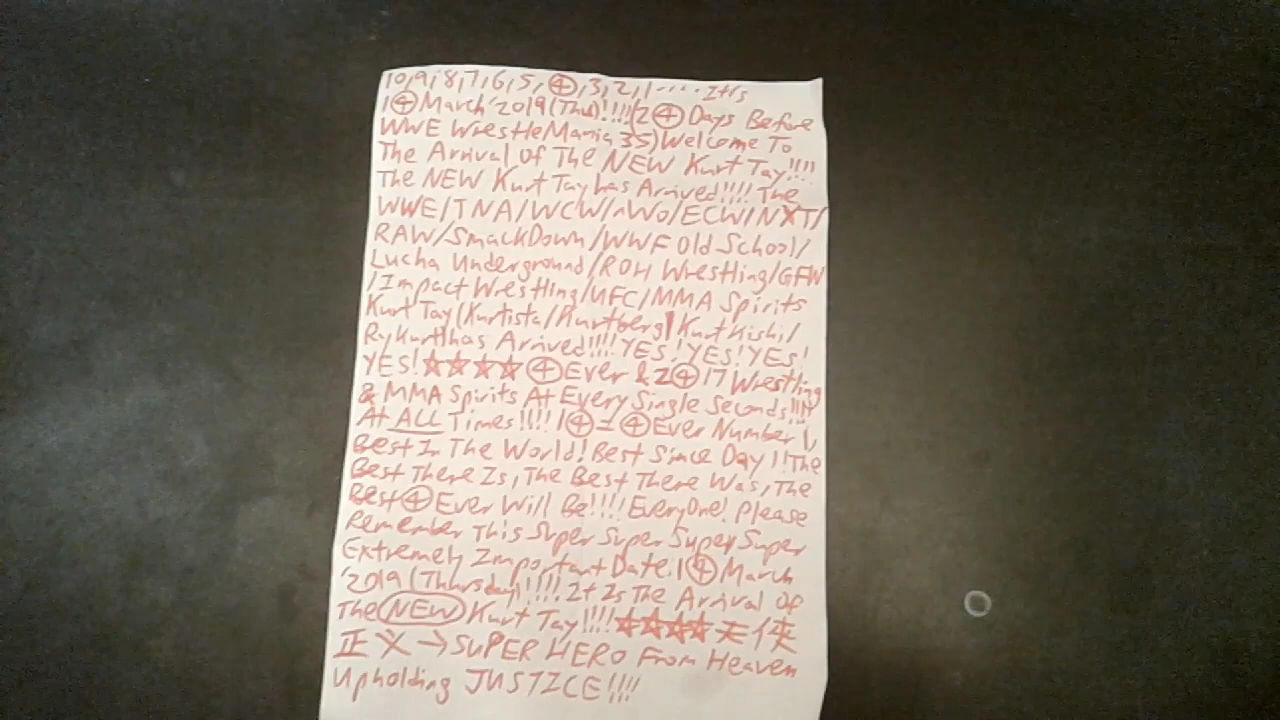 10,9,8,7,6,5,④,3,2,1.... It's
1④ March '2019 (Thu)!!!!(2④ Days Before
WWE WrestleMania 35) Welcome To
The Arrival Of The NEW Kurt Tay!!!!
The NEW Kurt Tay has Arrived!!!! The
WWE/TNA/WCW/nWo/ECW/NXT/
RAW/SmackDown/WWF Old School/
Lucha Underground/ROH Wrestling/GFW
/Impact Wrestling/UFC/MMA Spirits
Kurt Tay (Kurtista/Kurtberg/Kurt Kishi/
RyKurt) has Arrived!!!! YES! YES! YES!
YES!★★★★ ④Ever & 2④17 Wrestling
& MMA Spirits At Every Single Seconds!!!!
At ALL Times!!!! 1④1④Ever Number 1,
Best In The World! Best Since Day 1! The
Best There Is, The Best There Was, The
Best④Ever Will Be!!!! EveryOne! Please
Remember This Super Super Super Super
Extremely Important Date! 1④ March
'2019 (Thursday)!!!! It Is The Arrival Of
The NEW Kurt Tay!!!!★★★★天侠
正义→SUPER HERO From Heaven
Upholding JUSTICE!!!!